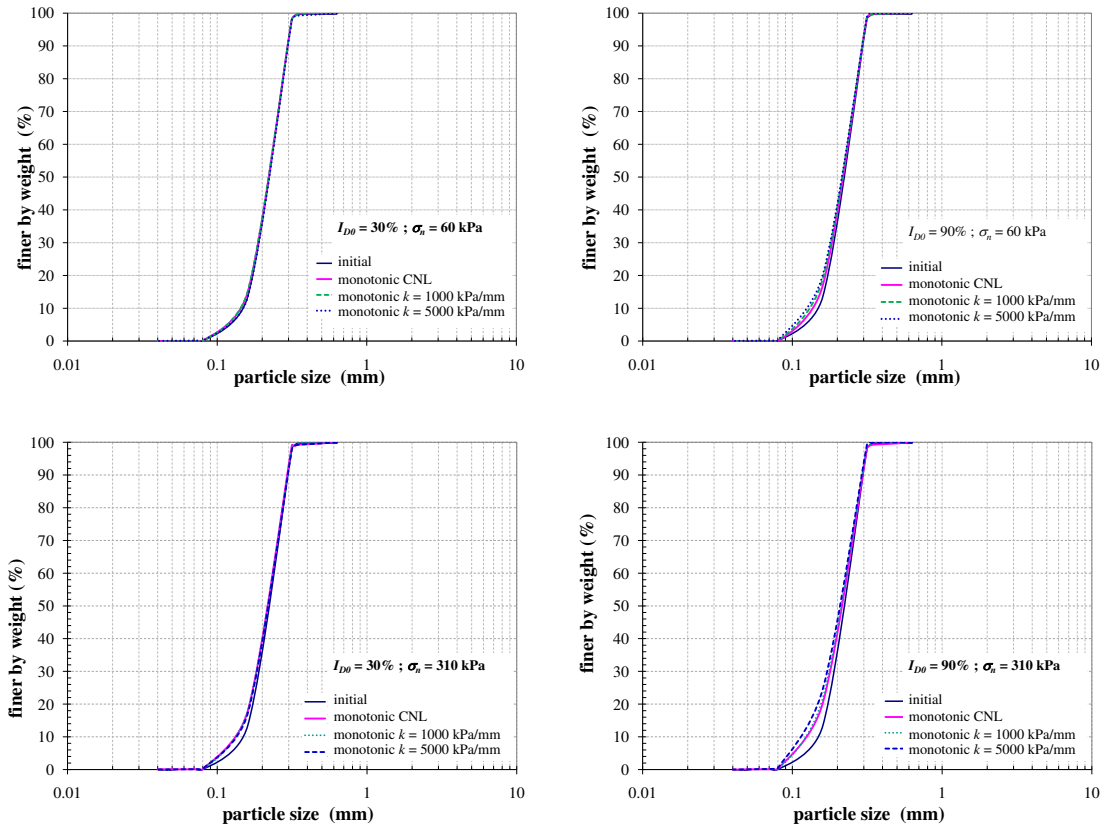 100
90
80
70
60
50
40
30
20
10
0
finer by weight (%)
I_D0 = 30% ; σ_n = 60 kPa
initial
monotonic CNL
monotonic k = 1000 kPa/mm
monotonic k = 5000 kPa/mm
0.01 0.1 1 10
particle size (mm)
100
90
80
70
60
50
40
30
20
10
0
finer by weight (%)
I_D0 = 90% ; σ_n = 60 kPa
initial
monotonic CNL
monotonic k = 1000 kPa/mm
monotonic k = 5000 kPa/mm
0.01 0.1 1 10
particle size (mm)
100
90
80
70
60
50
40
30
20
10
0
finer by weight (%)
I_D0 = 30% ; σ_n = 310 kPa
initial
monotonic CNL
monotonic k = 1000 kPa/mm
monotonic k = 5000 kPa/mm
0.01 0.1 1 10
particle size (mm)
100
90
80
70
60
50
40
30
20
10
0
finer by weight (%)
I_D0 = 90% ; σ_n = 310 kPa
initial
monotonic CNL
monotonic k = 1000 kPa/mm
monotonic k = 5000 kPa/mm
0.01 0.1 1 10
particle size (mm)